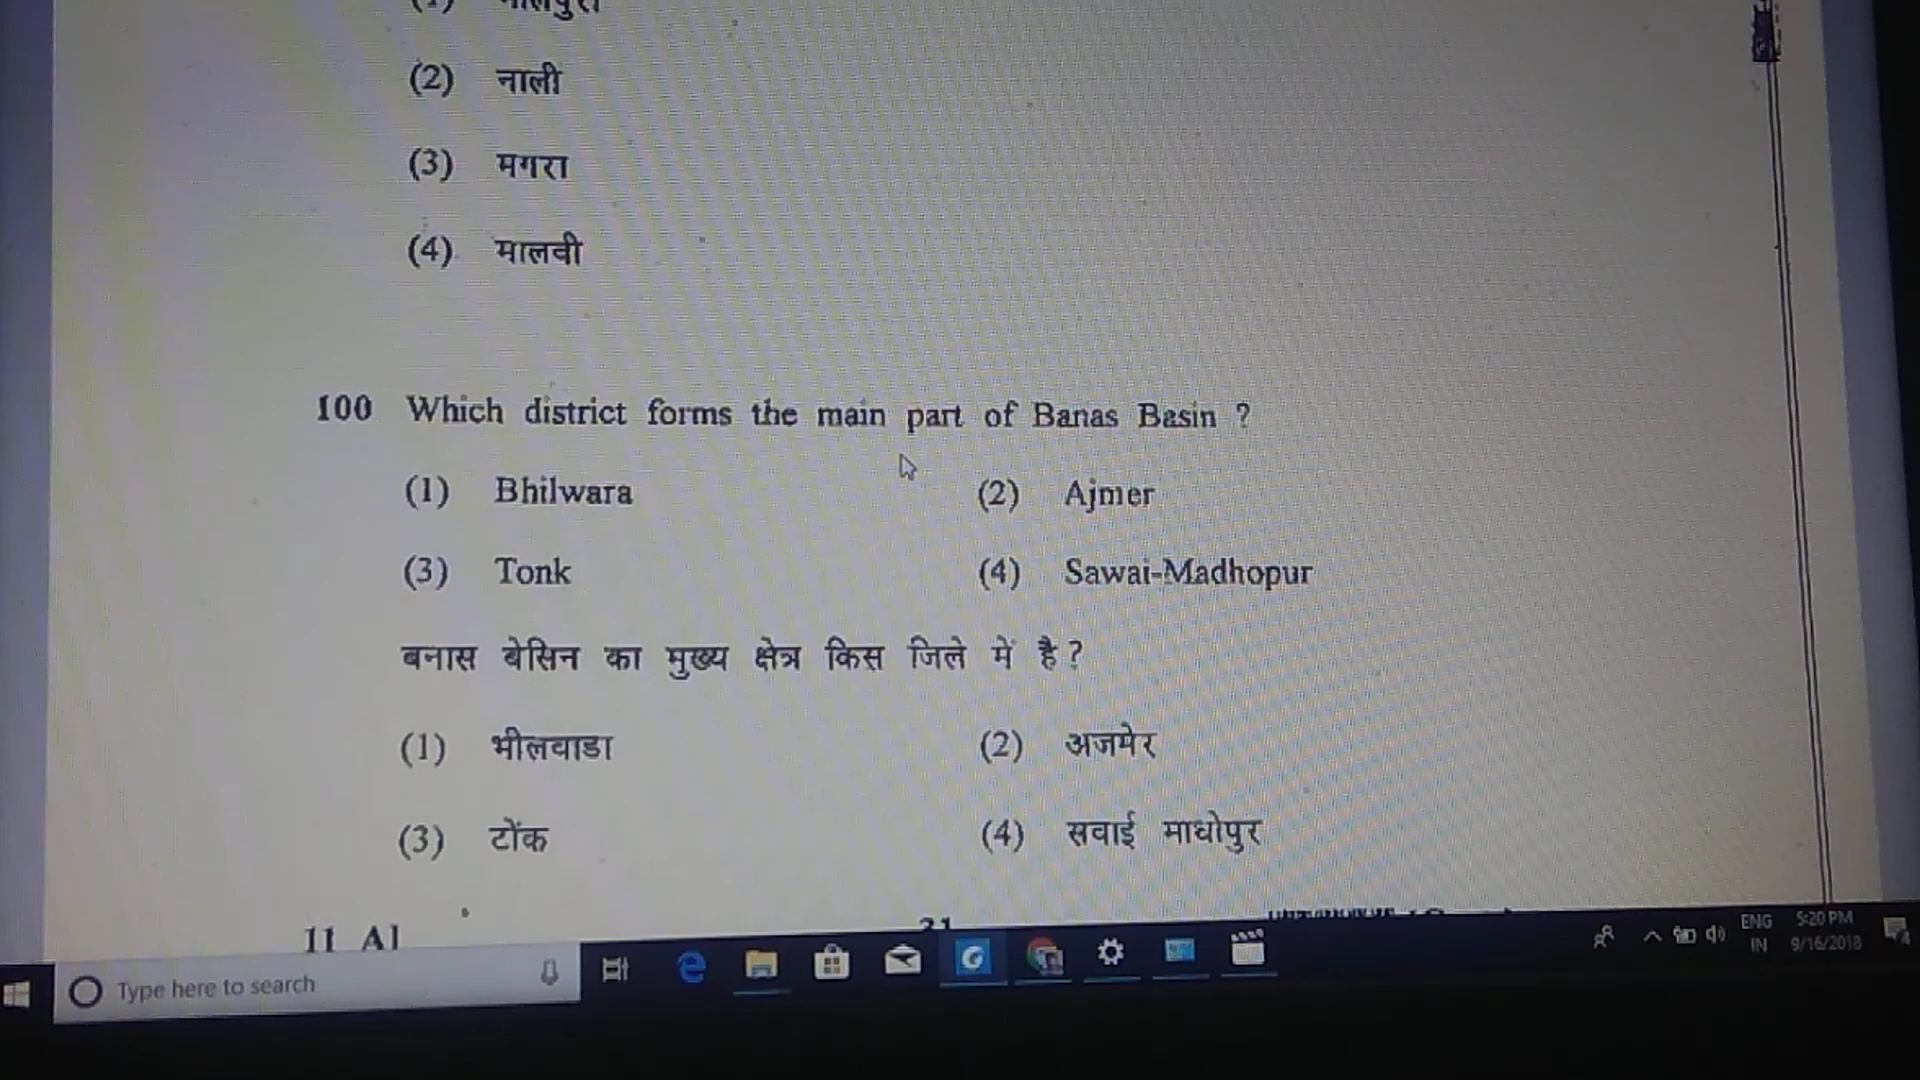 (2) नाली
(3) मगरा
(4) मालवी
100 Which district forms the main part of Banas Basin ?
(1) Bhilwara (2) Ajmer
(3) Tonk (4) Sawai-Madhopur
बनास बेसिन का मुख्य क्षेत्र किस जिले में है ?
(1) भीलवाडा (2) अजमेर
(3) टोंक (4) सवाई माधोपुर
11 A]
Type here to search
ENG 5:20 PM
IN 9/16/2018